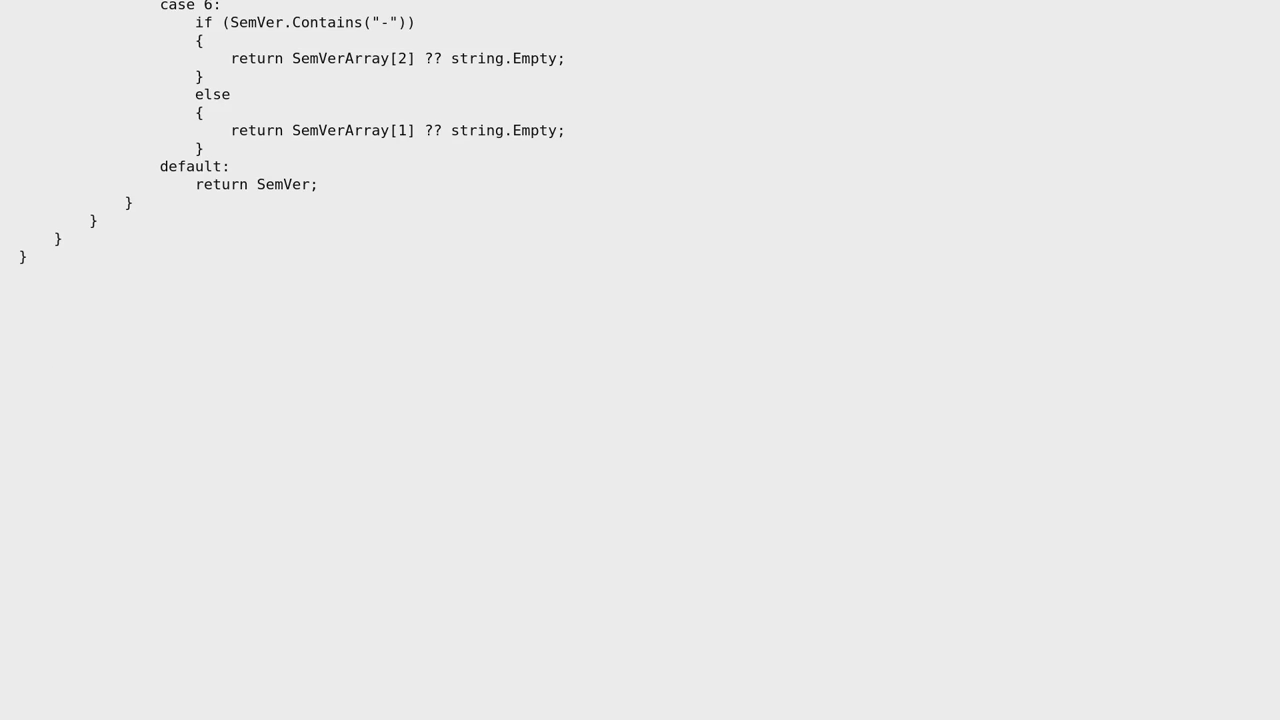 case 6:
if (SemVer.Contains("-"))
{
return SemVerArray[2] ?? string.Empty;
}
else
{
return SemVerArray[1] ?? string.Empty;
}
default:
return SemVer;
}
}
}
}